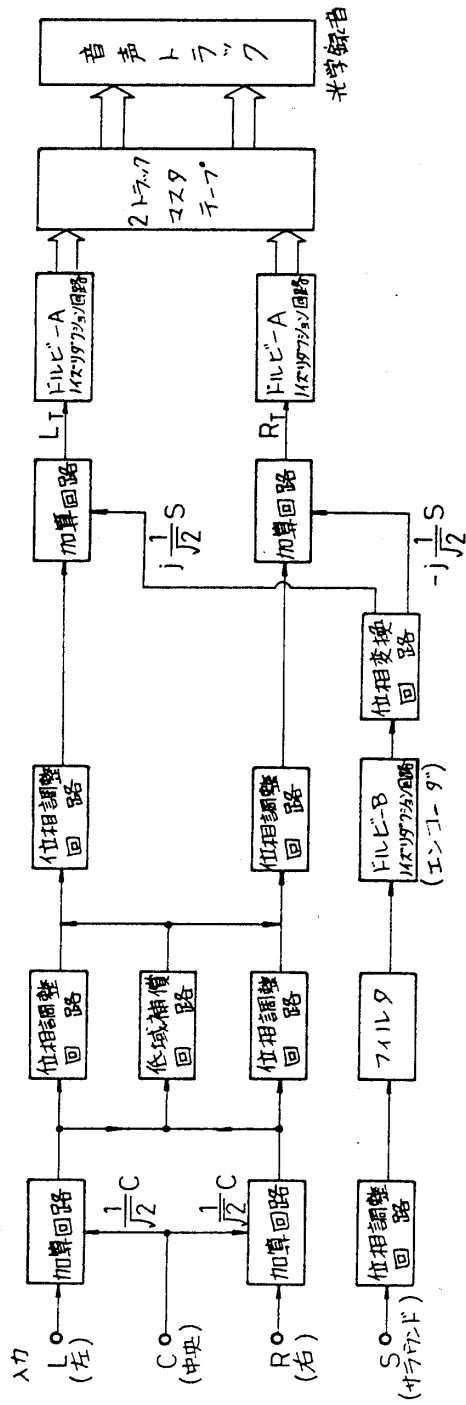 入力
L
(左)
C
(中央)
R
(右)
S
(サラウンド)
加算回路
1/√2 C
1/√2 C
加算回路
位相調整
回路
位相調整
回路
低域補償
回路
位相調整
回路
フィルタ
位相調整
回路
位相調整
回路
ドルビーB
ノイズリダクション回路
(エンコーダ)
位相変換
回路
加算回路
j 1/√2 S
加算回路
-j 1/√2 S
LT
RT
ドルビーA
ノイズリダクション回路
ドルビーA
ノイズリダクション回路
2トラック
マスタ
テープ
音声トラック
光学録音